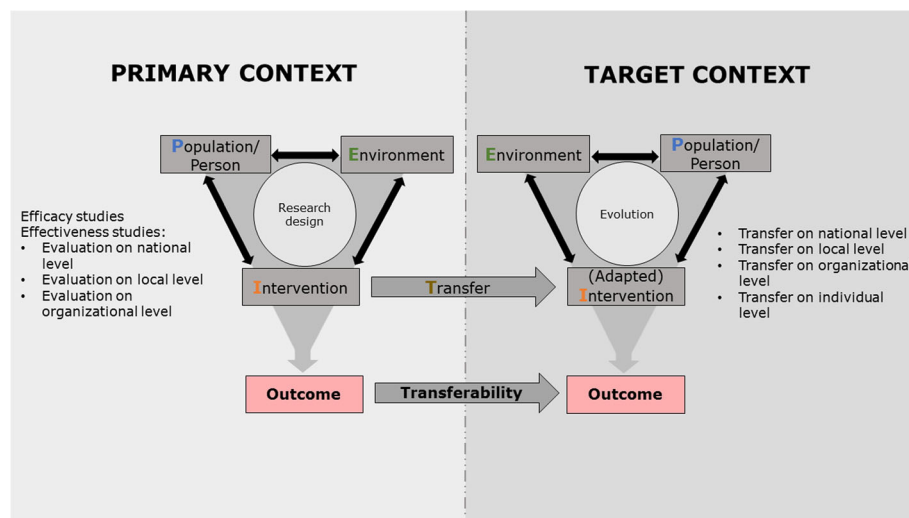 PRIMARY CONTEXT
TARGET CONTEXT
Population/
Person
Environment
Environment
Population/
Person
Research
design
Evolution
Efficacy studies
Effectiveness studies:
• Evaluation on national
level
• Evaluation on local level
• Evaluation on
organizational level
• Transfer on national level
• Transfer on local level
• Transfer on organizationa
level
• Transfer on individual
level
Intervention
Transfer
(Adapted)
Intervention
Outcome
Transferability
Outcome